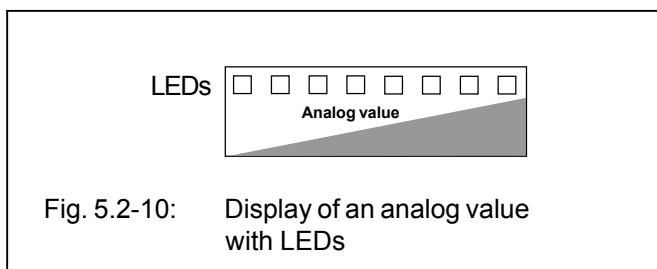 LEDs
Analog value
Fig. 5.2-10: Display of an analog value
with LEDs